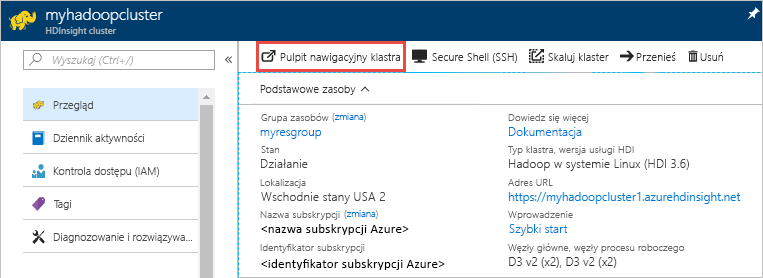 myhadoopcluster
HDInsight cluster
Wyszukaj (Ctrl+/)
Przegląd
Dziennik aktywności
Kontrola dostępu (IAM)
Tagi
Diagnozowanie i rozwiązywa...
Pulpit nawigacyjny klastra Secure Shell (SSH) Skaluj klaster Przenieś Usuń
Podstawowe zasoby
Grupa zasobów (zmiana)
myresgroup
Stan
Działanie
Lokalizacja
Wschodnie stany USA 2
Nazwa subskrypcji (zmiana)
<nazwa subskrypcji Azure>
Identyfikator subskrypcji
<identyfikator subskrypcji Azure>
Dowiedz się więcej
Dokumentacja
Typ klastra, wersja usługi HDI
Hadoop w systemie Linux (HDI 3.6)
Adres URL
https://myhadoopcluster1.azurehdinsight.net
Wprowadzenie
Szybki start
Węzły główne, węzły procesu roboczego
D3 v2 (x2), D3 v2 (x2)